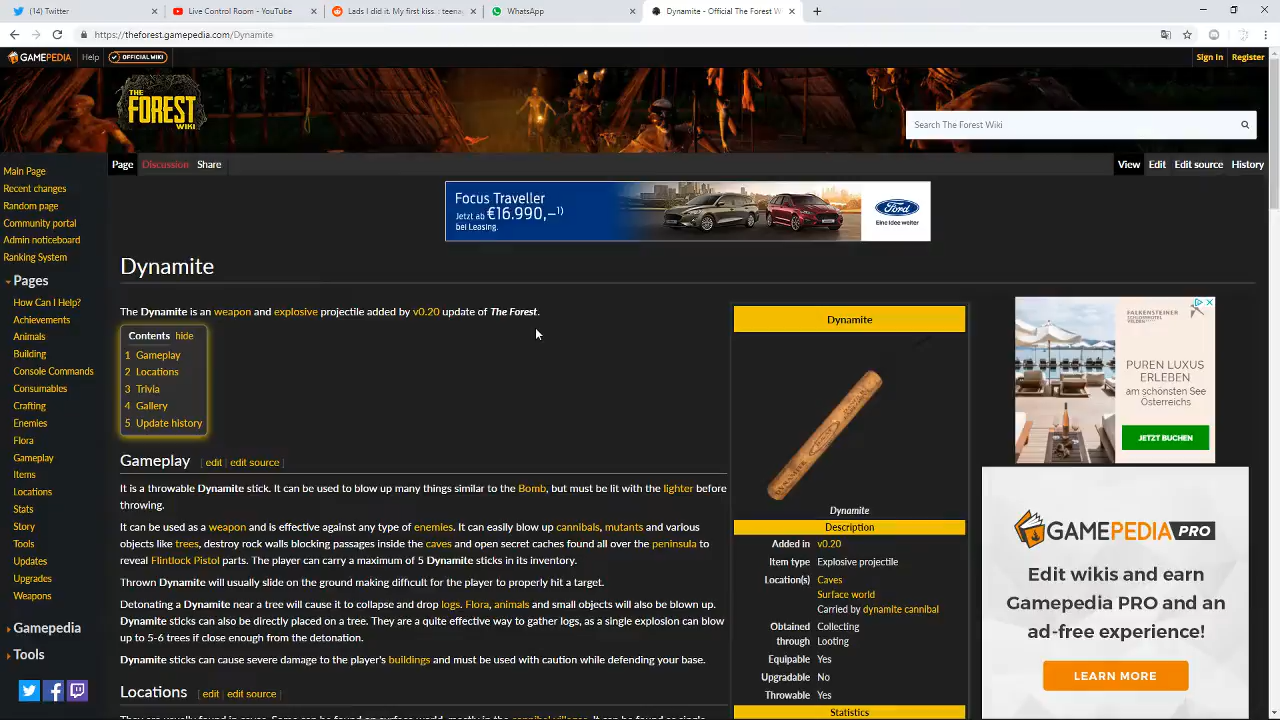 (14) Twitter
Live Control Room - YouTube
Lads I did it. My first kiss. : teena
WhatsApp
Dynamite - Official The Forest W
https://theforest.gamepedia.com/Dynamite
GAMEPEDIA Help OFFICIAL WIKI
Sign In Register
THE FOREST WIKI
Search The Forest Wiki
Page Discussion Share
View Edit Edit source History
Main Page
Recent changes
Random page
Community portal
Admin noticeboard
Ranking System
Pages
How Can I Help?
Achievements
Animals
Building
Console Commands
Consumables
Crafting
Enemies
Flora
Gameplay
Items
Locations
Stats
Story
Tools
Updates
Upgrades
Weapons
Gamepedia
Tools
Focus Traveller
Jetzt ab €16.990,–¹⁾
bei Leasing.
Ford
Eine Idee weiter
Dynamite
The Dynamite is an weapon and explosive projectile added by v0.20 update of The Forest.
Contents hide
1 Gameplay
2 Locations
3 Trivia
4 Gallery
5 Update history
Gameplay [ edit | edit source ]
It is a throwable Dynamite stick. It can be used to blow up many things similar to the Bomb, but must be lit with the lighter before
throwing.
It can be used as a weapon and is effective against any type of enemies. It can easily blow up cannibals, mutants and various
objects like trees, destroy rock walls blocking passages inside the caves and open secret caches found all over the peninsula to
reveal Flintlock Pistol parts. The player can carry a maximum of 5 Dynamite sticks in its inventory.
Thrown Dynamite will usually slide on the ground making difficult for the player to properly hit a target.
Detonating a Dynamite near a tree will cause it to collapse and drop logs. Flora, animals and small objects will also be blown up.
Dynamite sticks can also be directly placed on a tree. They are a quite effective way to gather logs, as a single explosion can blow
up to 5-6 trees if close enough from the detonation.
Dynamite sticks can cause severe damage to the player's buildings and must be used with caution while defending your base.
Locations [ edit | edit source ]
Dynamite
Dynamite
Description
Added in v0.20
Item type Explosive projectile
Location(s) Caves
Surface world
Carried by dynamite cannibal
Obtained through Collecting
Looting
Equipable Yes
Upgradable No
Throwable Yes
Statistics
FALKENSTEINER
PUREN LUXUS
ERLEBEN
am schönsten See
Österreichs
JETZT BUCHEN
GAMEPEDIA PRO
Edit wikis and earn
Gamepedia PRO and an
ad-free experience!
LEARN MORE